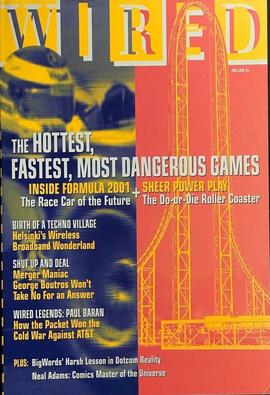 WIRED
THE HOTTEST,
FASTEST, MOST DANGEROUS GAMES
INSIDE FORMULA 2001 + SHEER POWER PLAY
The Race Car of the Future The Do-or-Die Roller Coaster
BIRTH OF A TECHNO VILLAGE
Helsinki's Wireless
Broadband Wonderland
SHUT UP AND DEAL
Merger Maniac
George Boutros Won't
Take No For an Answer
WIRED LEGENDS: PAUL BARAN
How the Packet Won the
Cold War Against AT&T
PLUS: BigWords' Harsh Lesson in Dotcom Reality
Neal Adams: Comics Master of the Universe